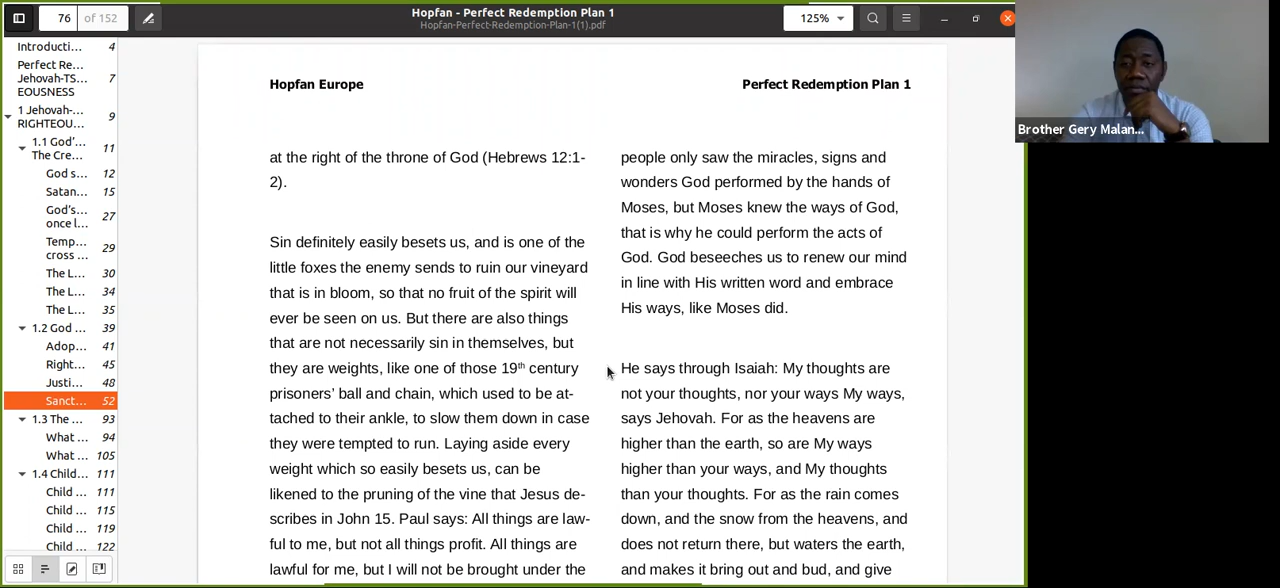 76
of 152
Hopfan - Perfect Redemption Plan 1
Hopfan-Perfect-Redemption-Plan-1(1).pdf
125%
Introducti... 4
Perfect Re...
Jehovah-TS... 7
EOUSNESS
1 Jehovah-... 9
RIGHTEOU...
1.1 God'... 11
The Cre...
God s... 12
Satan... 15
God's... 27
once l...
Temp... 29
cross ...
The L... 30
The L... 34
The L... 35
1.2 God ... 39
Adop... 41
Right... 45
Justi... 48
Sanct... 52
1.3 The ... 93
What ... 94
What ... 105
1.4 Child... 111
Child ... 111
Child ... 115
Child ... 119
Child ... 122
Hopfan Europe
Perfect Redemption Plan 1
at the right of the throne of God (Hebrews 12:1-
2).
Sin definitely easily besets us, and is one of the
little foxes the enemy sends to ruin our vineyard
that is in bloom, so that no fruit of the spirit will
ever be seen on us. But there are also things
that are not necessarily sin in themselves, but
they are weights, like one of those 19th century
prisoners' ball and chain, which used to be at-
tached to their ankle, to slow them down in case
they were tempted to run. Laying aside every
weight which so easily besets us, can be
likened to the pruning of the vine that Jesus de-
scribes in John 15. Paul says: All things are law-
ful to me, but not all things profit. All things are
lawful for me, but I will not be brought under the
people only saw the miracles, signs and
wonders God performed by the hands of
Moses, but Moses knew the ways of God,
that is why he could perform the acts of
God. God beseeches us to renew our mind
in line with His written word and embrace
His ways, like Moses did.
He says through Isaiah: My thoughts are
not your thoughts, nor your ways My ways,
says Jehovah. For as the heavens are
higher than the earth, so are My ways
higher than your ways, and My thoughts
than your thoughts. For as the rain comes
down, and the snow from the heavens, and
does not return there, but waters the earth,
and makes it bring out and bud, and give
Brother Gery Malan...